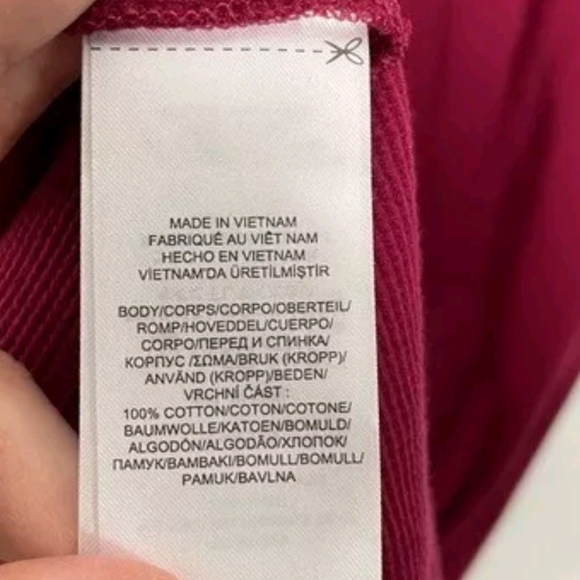 MADE IN VIETNAM
FABRIQUÉ AU VIÊT NAM
HECHO EN VIETNAM
VİETNAM'DA ÜRETİLMİŞTİR
BODY/CORPS/CORPO/OBERTEIL/
ROMP/HOVEDDEL/CUERPO/
CORPO/ПЕРЕД И СПИНКА/
КОРПУС /ΣΩΜΑ/BRUK (KROPP)/
ANVÄND (KROPP)/BEDEN/
VRCHNÍ ČÁST :
100% COTTON/COTON/COTONE/
BAUMWOLLE/KATOEN/BOMULD/
ALGODÓN/ALGODÃO/ХЛОПОК/
ПАМУК/BAMBAKI/BOMULL/BOMULL/
PAMUK/BAVLNA